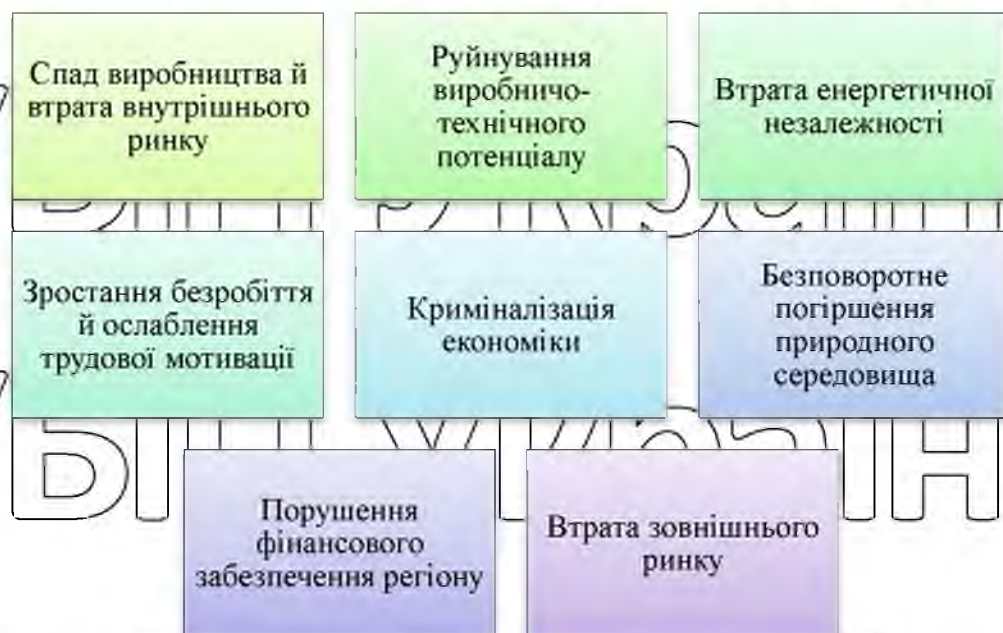 Спад виробництва й
втрата внутрішнього
ринку
Руйнування
виробничо-
технічного
потенціалу
Втрата енергетичної
незалежності
Зростання безробіття
й ослаблення
трудової мотивації
Криміналізація
економіки
Безповоротне
погіршення
природного
середовища
Порушення
фінансового
забезпечення регіону
Втрата зовнішнього
ринку